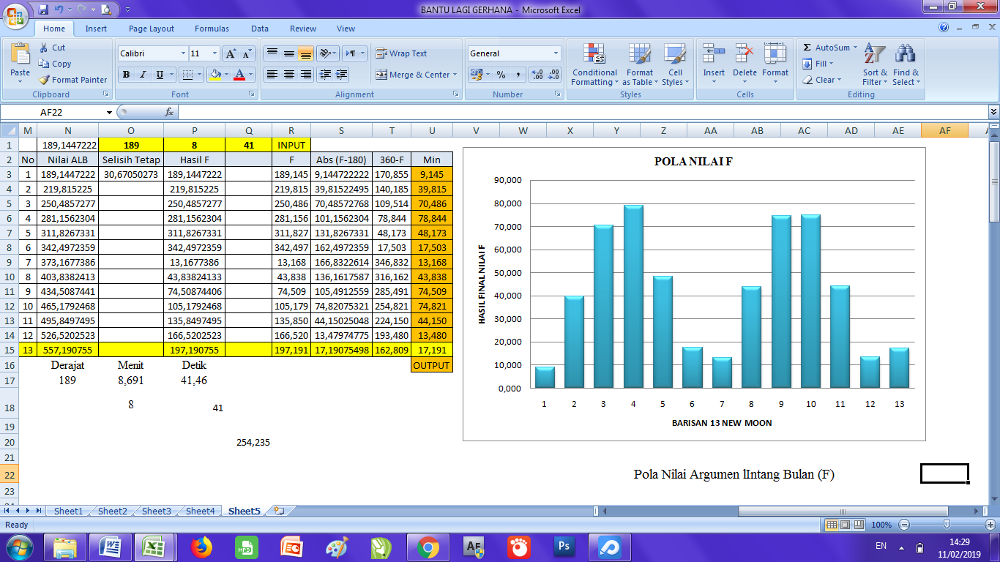 BANTU LAGI GERHANA - Microsoft Excel
Home Insert Page Layout Formulas Data Review View
Paste Cut Copy Format Painter Clipboard
Calibri 11 B I U Font
Wrap Text Merge & Center Alignment
General % , Number
Conditional Formatting Format as Table Cell Styles Styles
Insert Delete Format Cells
Σ AutoSum Fill Clear Sort & Filter Find & Select Editing
AF22 fx
M N O P Q R S T U V W X Y Z AA AB AC AD AE AF
1 189,1447222 189 8 41 INPUT
2 No Nilai ALB Selisih Tetap Hasil F F Abs (F-180) 360-F Min
3 1 189,1447222 30,67050273 189,1447222 189,145 9,144722222 170,855 9,145
4 2 219,815225 219,815225 219,815 39,81522495 140,185 39,815
5 3 250,4857277 250,4857277 250,486 70,48572768 109,514 70,486
6 4 281,1562304 281,1562304 281,156 101,1562304 78,844 78,844
7 5 311,8267331 311,8267331 311,827 131,8267331 48,173 48,173
8 6 342,4972359 342,4972359 342,497 162,4972359 17,503 17,503
9 7 373,1677386 13,1677386 13,168 166,8322614 346,832 13,168
10 8 403,8382413 43,83824133 43,838 136,1617587 316,162 43,838
11 9 434,5087441 74,50874406 74,509 105,4912559 285,491 74,509
12 10 465,1792468 105,1792468 105,179 74,82075321 254,821 74,821
13 11 495,8497495 135,8497495 135,850 44,15025048 224,150 44,150
14 12 526,5202523 166,5202523 166,520 13,47974775 193,480 13,480
15 13 557,190755 197,190755 197,191 17,19075498 162,809 17,191
16 Derajat Menit Detik OUTPUT
17 189 8,691 41,46
18 8 41
19
20 254,235
21
22
23
POLA NILAI F
HASIL FINAL NILAI F
90,000
80,000
70,000
60,000
50,000
40,000
30,000
20,000
10,000
0,000
1 2 3 4 5 6 7 8 9 10 11 12 13
BARISAN 13 NEW MOON
Pola Nilai Argumen lIntang Bulan (F)
Sheet1 Sheet2 Sheet3 Sheet4 Sheet5
Ready 100%
MP3 AF Ps
EN 14:29
11/02/2019